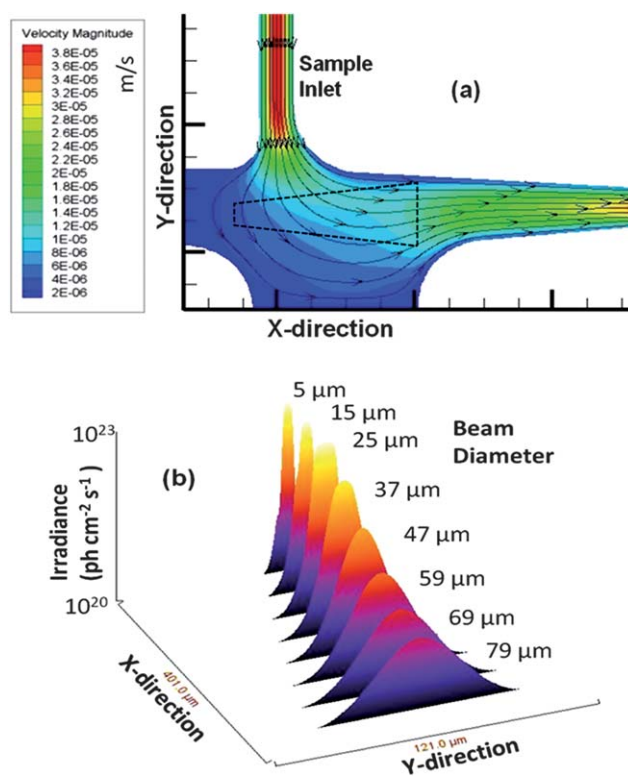 Velocity Magnitude
m/s
3.8E-05
3.6E-05
3.4E-05
3.2E-05
3E-05
2.8E-05
2.6E-05
2.4E-05
2.2E-05
2E-05
1.8E-05
1.6E-05
1.4E-05
1.2E-05
1E-05
8E-06
6E-06
4E-06
2E-06
Sample
Inlet
(a)
Y-direction
X-direction
5 µm
15 µm
25 µm
37 µm
47 µm
59 µm
69 µm
79 µm
Beam
Diameter
(b)
10²³
Irradiance
(ph cm⁻² s⁻¹)
10²⁰
401.0 µm
X-direction
121.0 µm
Y-direction